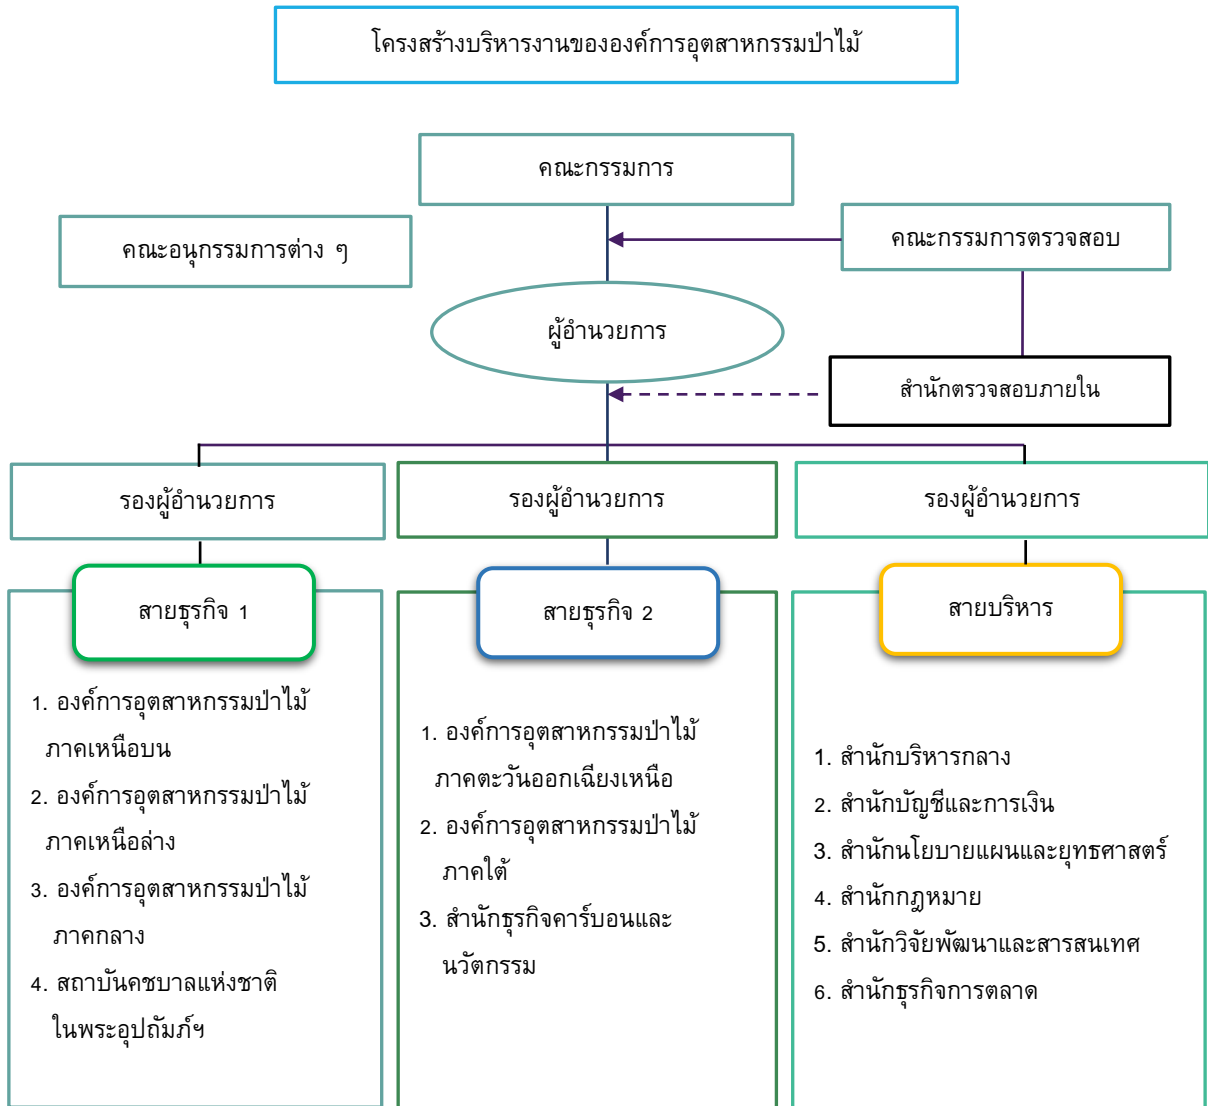 โครงสร้างบริหารงานขององค์การอุตสาหกรรมป่าไม้
คณะกรรมการ
คณะอนุกรรมการต่าง ๆ
คณะกรรมการตรวจสอบ
ผู้อำนวยการ
สำนักตรวจสอบภายใน
รองผู้อำนวยการ
รองผู้อำนวยการ
รองผู้อำนวยการ
สายธุรกิจ 1
1. องค์การอุตสาหกรรมป่าไม้
ภาคเหนือบน
2. องค์การอุตสาหกรรมป่าไม้
ภาคเหนือล่าง
3. องค์การอุตสาหกรรมป่าไม้
ภาคกลาง
4. สถาบันคชบาลแห่งชาติ
ในพระอุปถัมภ์ฯ
สายธุรกิจ 2
1. องค์การอุตสาหกรรมป่าไม้
ภาคตะวันออกเฉียงเหนือ
2. องค์การอุตสาหกรรมป่าไม้
ภาคใต้
3. สำนักธุรกิจคาร์บอนและ
นวัตกรรม
สายบริหาร
1. สำนักบริหารกลาง
2. สำนักบัญชีและการเงิน
3. สำนักนโยบายแผนและยุทธศาสตร์
4. สำนักกฎหมาย
5. สำนักวิจัยพัฒนาและสารสนเทศ
6. สำนักธุรกิจการตลาด